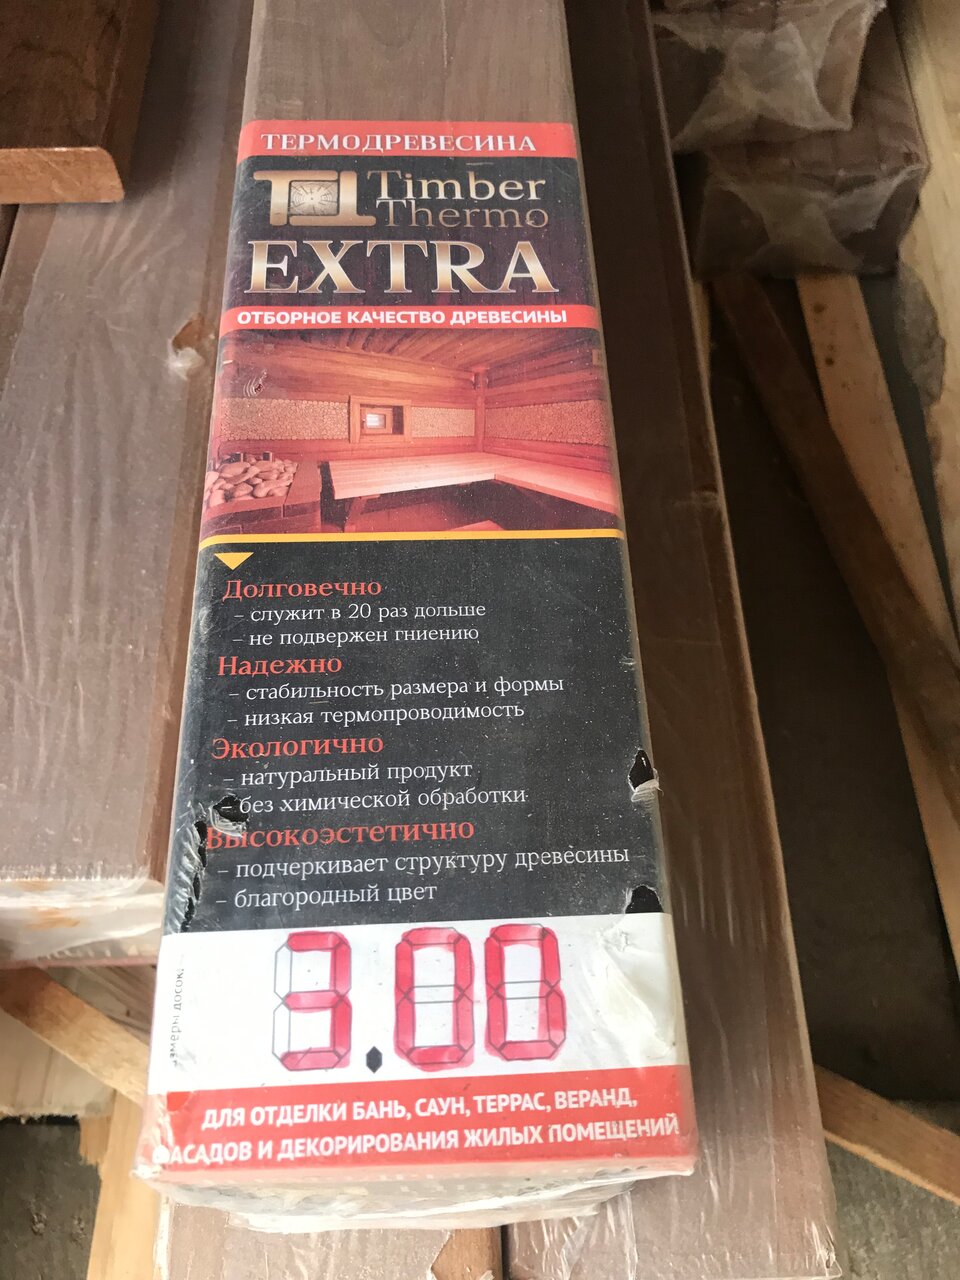 ТЕРМОДРЕВЕСИНА
Timber
Thermo
EXTRA
ОТБОРНОЕ КАЧЕСТВО ДРЕВЕСИНЫ
Долговечно
– служит в 20 раз дольше
– не подвержен гниению
Надежно
– стабильность размера и формы
– низкая термопроводимость
Экологично
– натуральный продукт
– без химической обработки
Высокоэстетично
– подчеркивает структуру древесины
– благородный цвет
3.00
ДЛЯ ОТДЕЛКИ БАНЬ, САУН, ТЕРРАС, ВЕРАНД,
ФАСАДОВ И ДЕКОРИРОВАНИЯ ЖИЛЫХ ПОМЕЩЕНИЙ